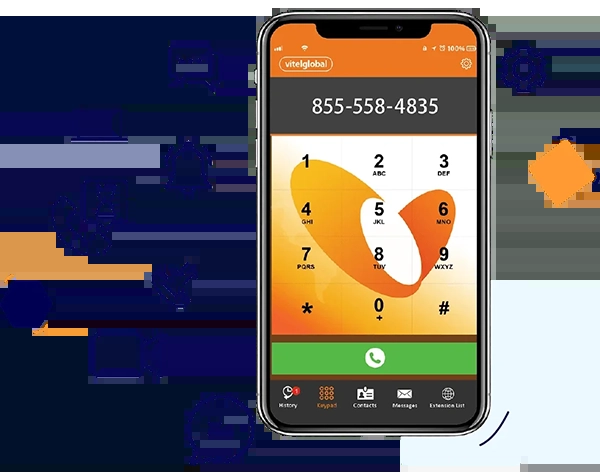 100%
vitelglobal
855-558-4835
1 2 3
ABC DEF
4 5 6
GHI JKL MNO
7 8 9
PQRS TUV WXYZ
* 0 #
+
1
History Keypad Contacts Messages Extension List